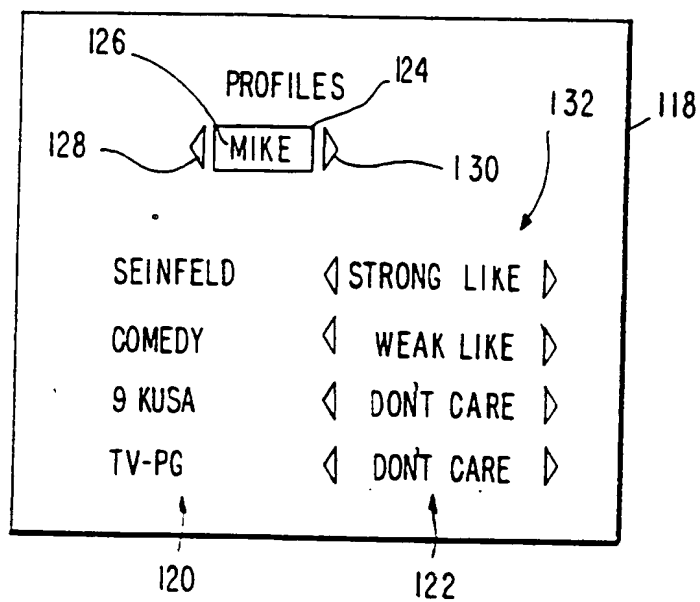 126
PROFILES
124
132
118
128
MIKE
130
SEINFELD STRONG LIKE
COMEDY WEAK LIKE
9 KUSA DON'T CARE
TV-PG DON'T CARE
120
122